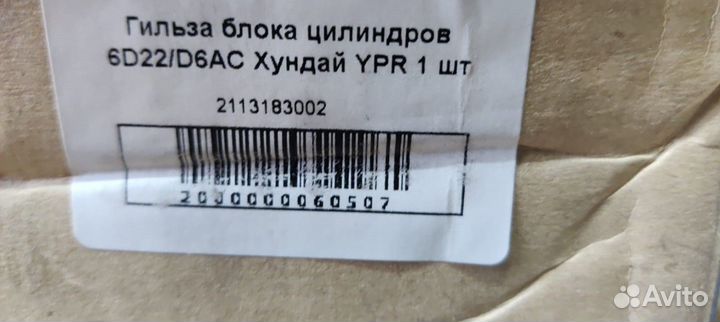 Гильза блока цилиндров
6D22/D6AC Хундай YPR 1 шт
2113183002
2000000060507
Avito